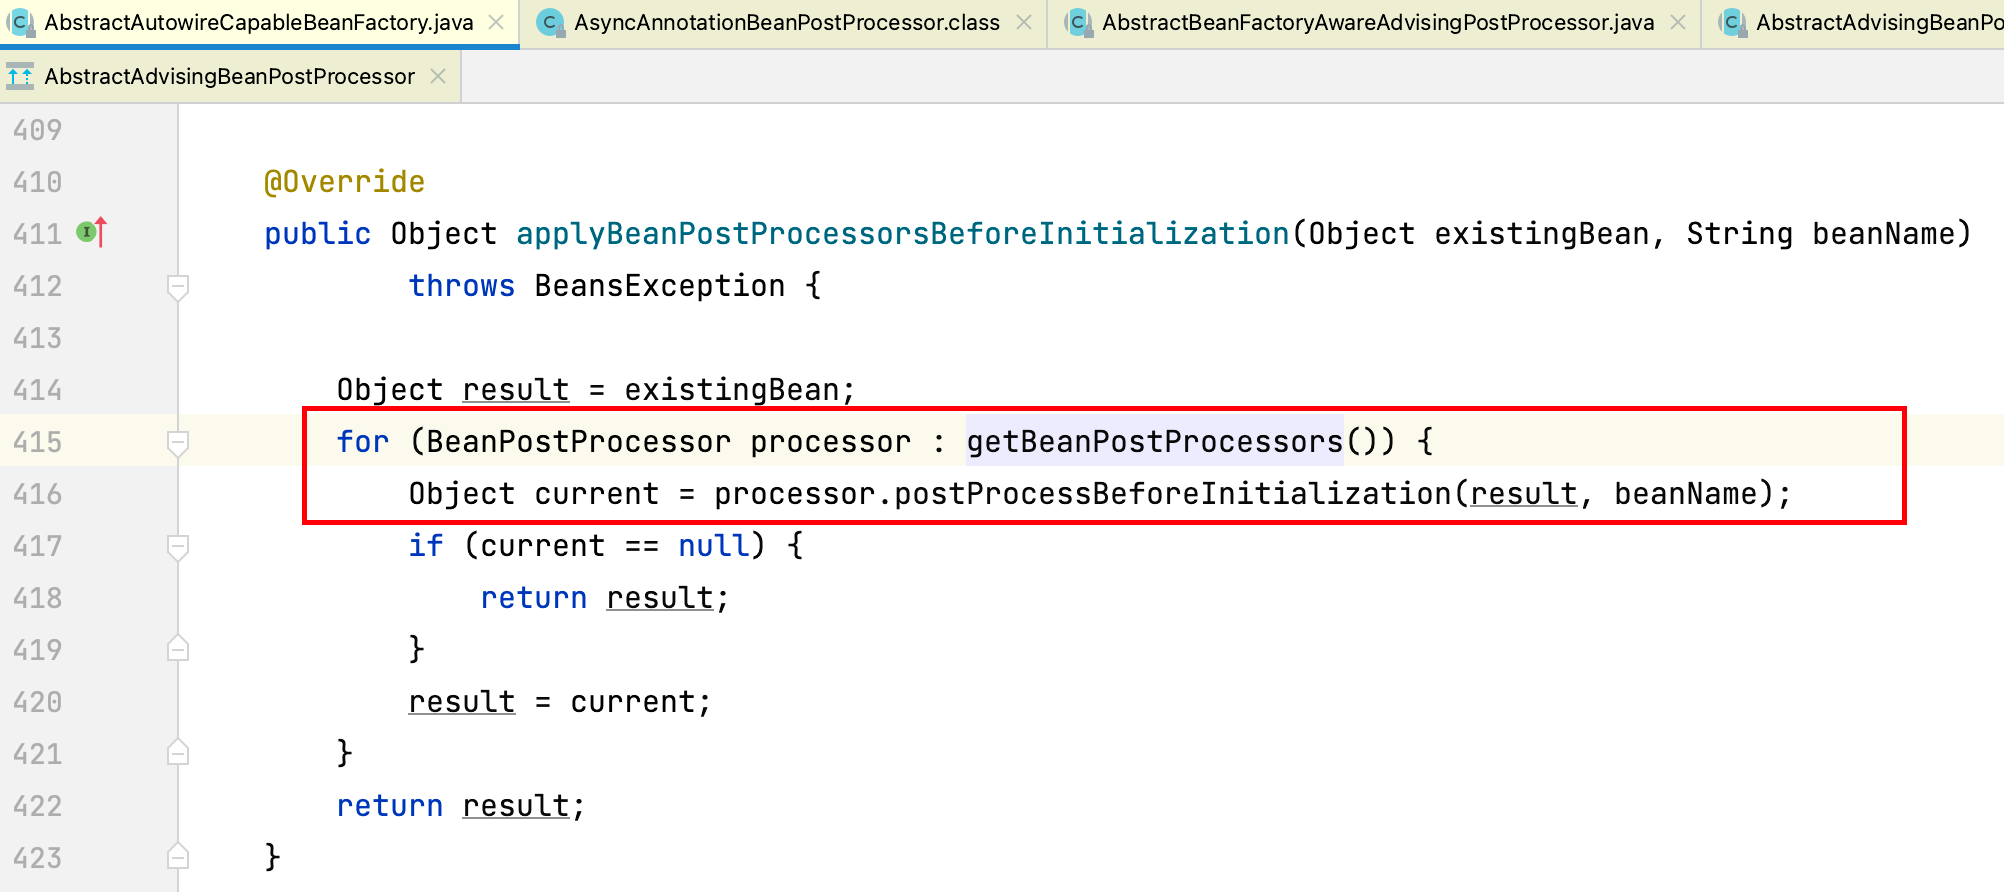 AbstractAutowireCapableBeanFactory.java AsyncAnnotationBeanPostProcessor.class AbstractBeanFactoryAwareAdvisingPostProcessor.java AbstractAdvisingBeanPo
AbstractAdvisingBeanPostProcessor
409
410 @Override
411 public Object applyBeanPostProcessorsBeforeInitialization(Object existingBean, String beanName)
412 throws BeansException {
413
414 Object result = existingBean;
415 for (BeanPostProcessor processor : getBeanPostProcessors()) {
416 Object current = processor.postProcessBeforeInitialization(result, beanName);
417 if (current == null) {
418 return result;
419 }
420 result = current;
421 }
422 return result;
423 }